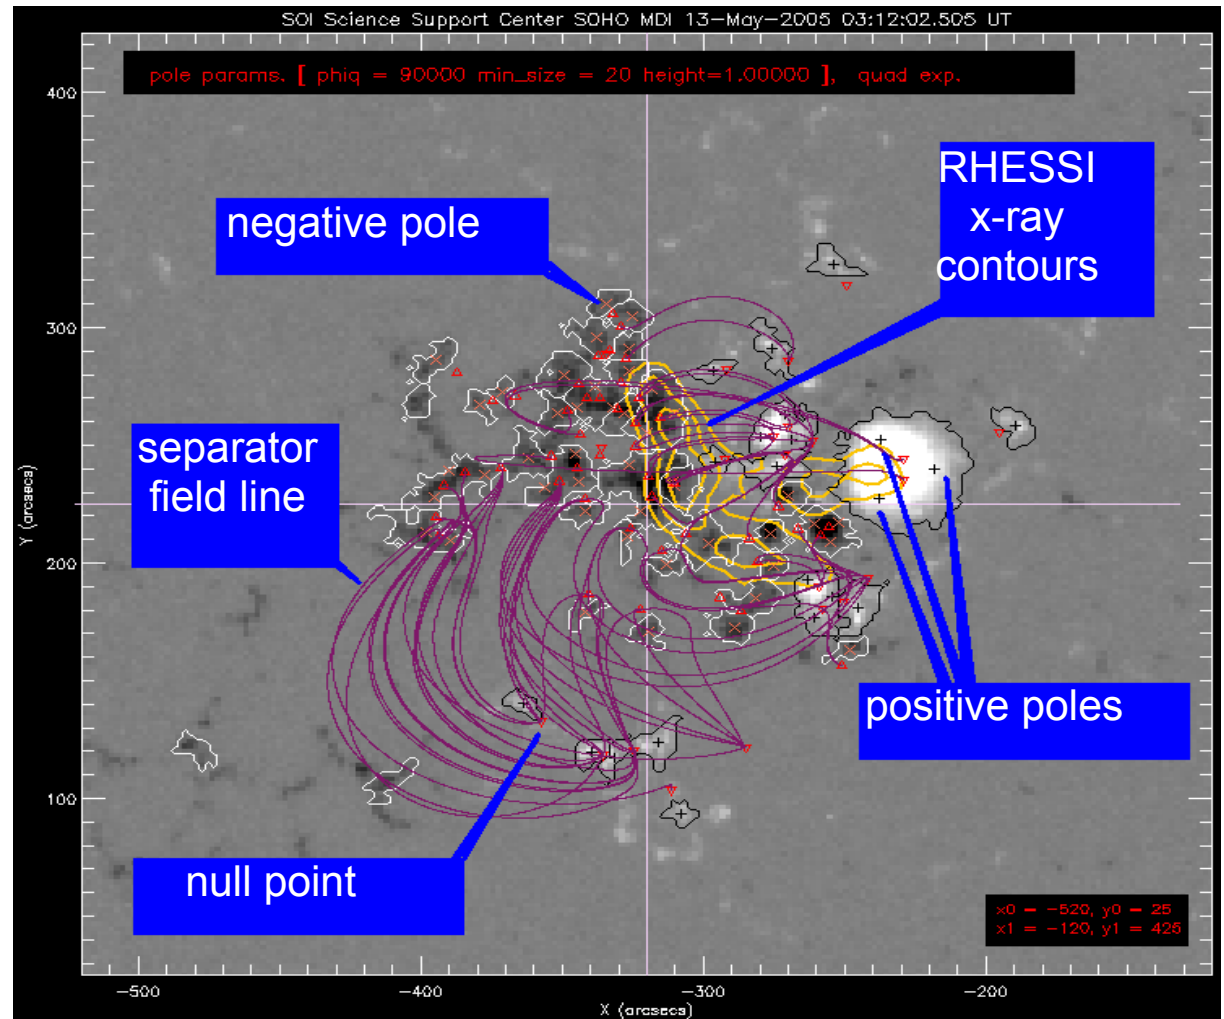 SOI Science Support Center SOHO MDI 13-May-2005 03:12:02.505 UT
pole params. [ phiq = 90000 min_size = 20 height=1.00000 ], quad exp.
400
RHESSI
x-ray
contours
negative pole
300
separator
field line
Y (arcsecs)
200
positive poles
100
null point
x0 = -520, y0 = 25
x1 = -120, y1 = 425
-500
-400
-300
-200
X (arcsecs)